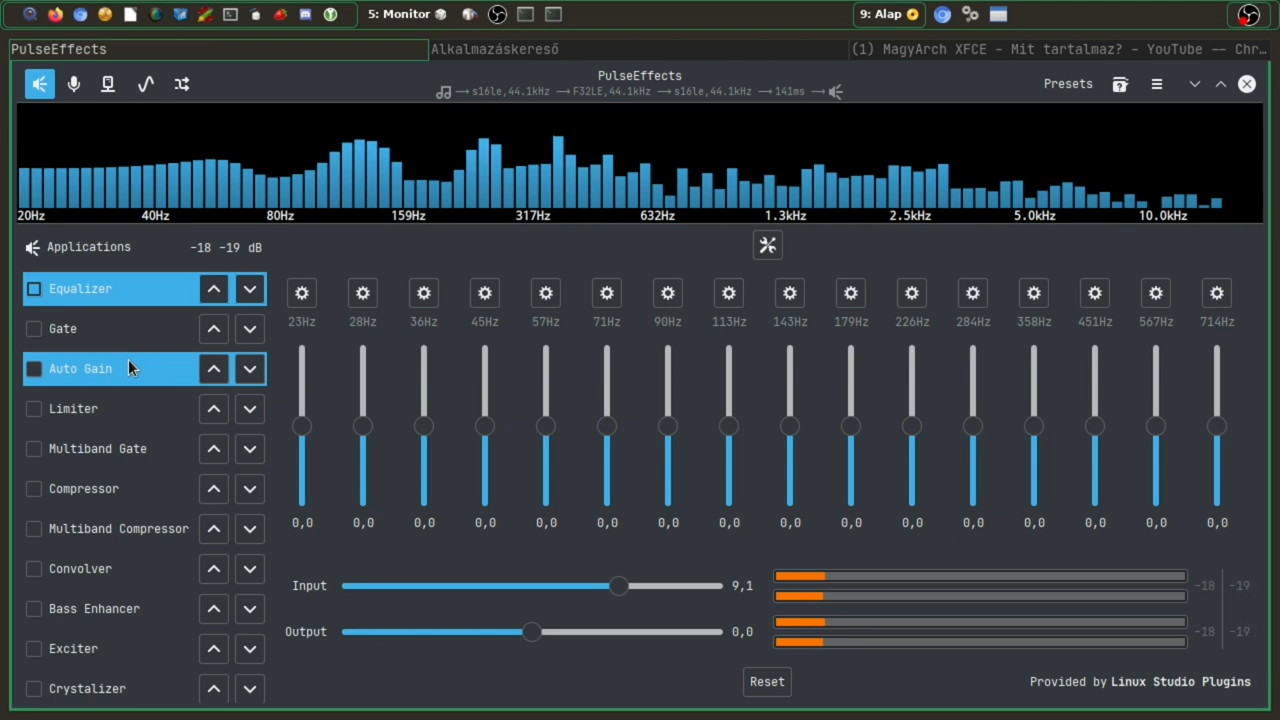 5: Monitor
9: Alap
PulseEffects
Alkalmazáskereső
(1) MagyArch XFCE - Mit tartalmaz? - YouTube —- Chr…
PulseEffects
s16le,44.1kHz F32LE,44.1kHz s16le,44.1kHz 141ms
Presets
20Hz 40Hz 80Hz 159Hz 317Hz 632Hz 1.3kHz 2.5kHz 5.0kHz 10.0kHz
Applications -18 -19 dB
Equalizer
Gate
Auto Gain
Limiter
Multiband Gate
Compressor
Multiband Compressor
Convolver
Bass Enhancer
Exciter
Crystalizer
23Hz 28Hz 36Hz 45Hz 57Hz 71Hz 90Hz 113Hz 143Hz 179Hz 226Hz 284Hz 358Hz 451Hz 567Hz 714Hz
0,0 0,0 0,0 0,0 0,0 0,0 0,0 0,0 0,0 0,0 0,0 0,0 0,0 0,0 0,0 0,0
Input 9,1 -18 -19
Output 0,0 -18 -19
Reset
Provided by Linux Studio Plugins